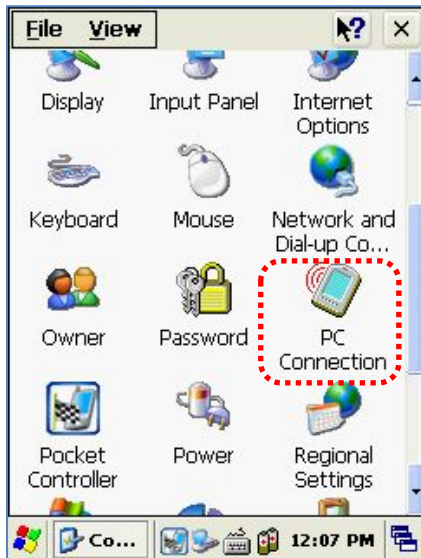 File View ?
Display Input Panel Internet
Options
Keyboard Mouse Network and
Dial-up Co...
Owner Password PC
Connection
Pocket Power Regional
Controller Settings
Co... 12:07 PM